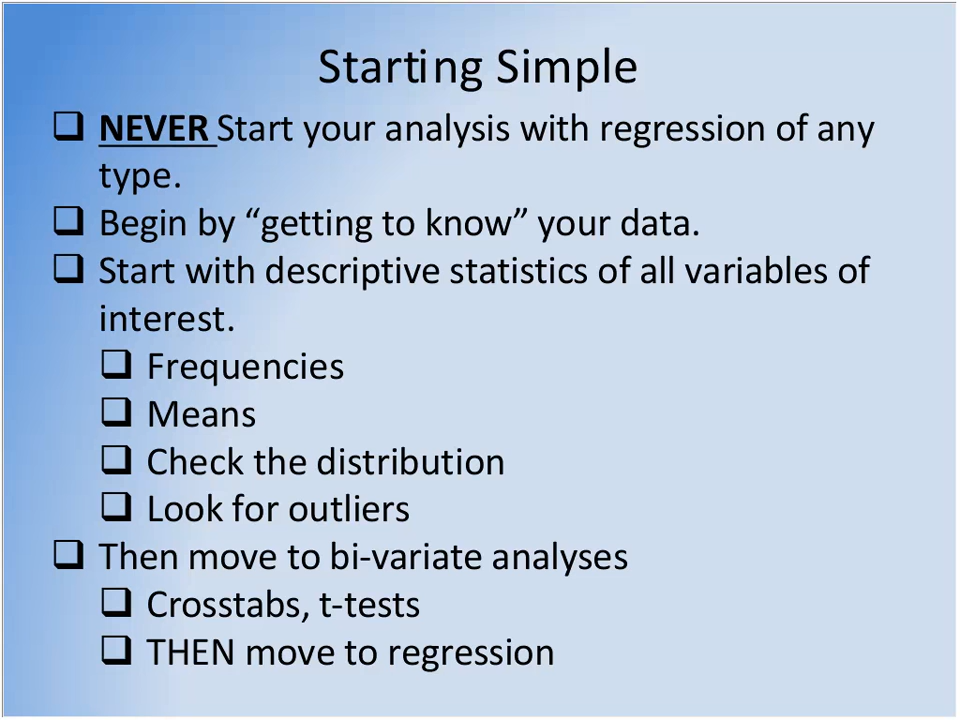 Starting Simple
❑ NEVER Start your analysis with regression of any
type.
❑ Begin by “getting to know” your data.
❑ Start with descriptive statistics of all variables of
interest.
❑ Frequencies
❑ Means
❑ Check the distribution
❑ Look for outliers
❑ Then move to bi-variate analyses
❑ Crosstabs, t-tests
❑ THEN move to regression